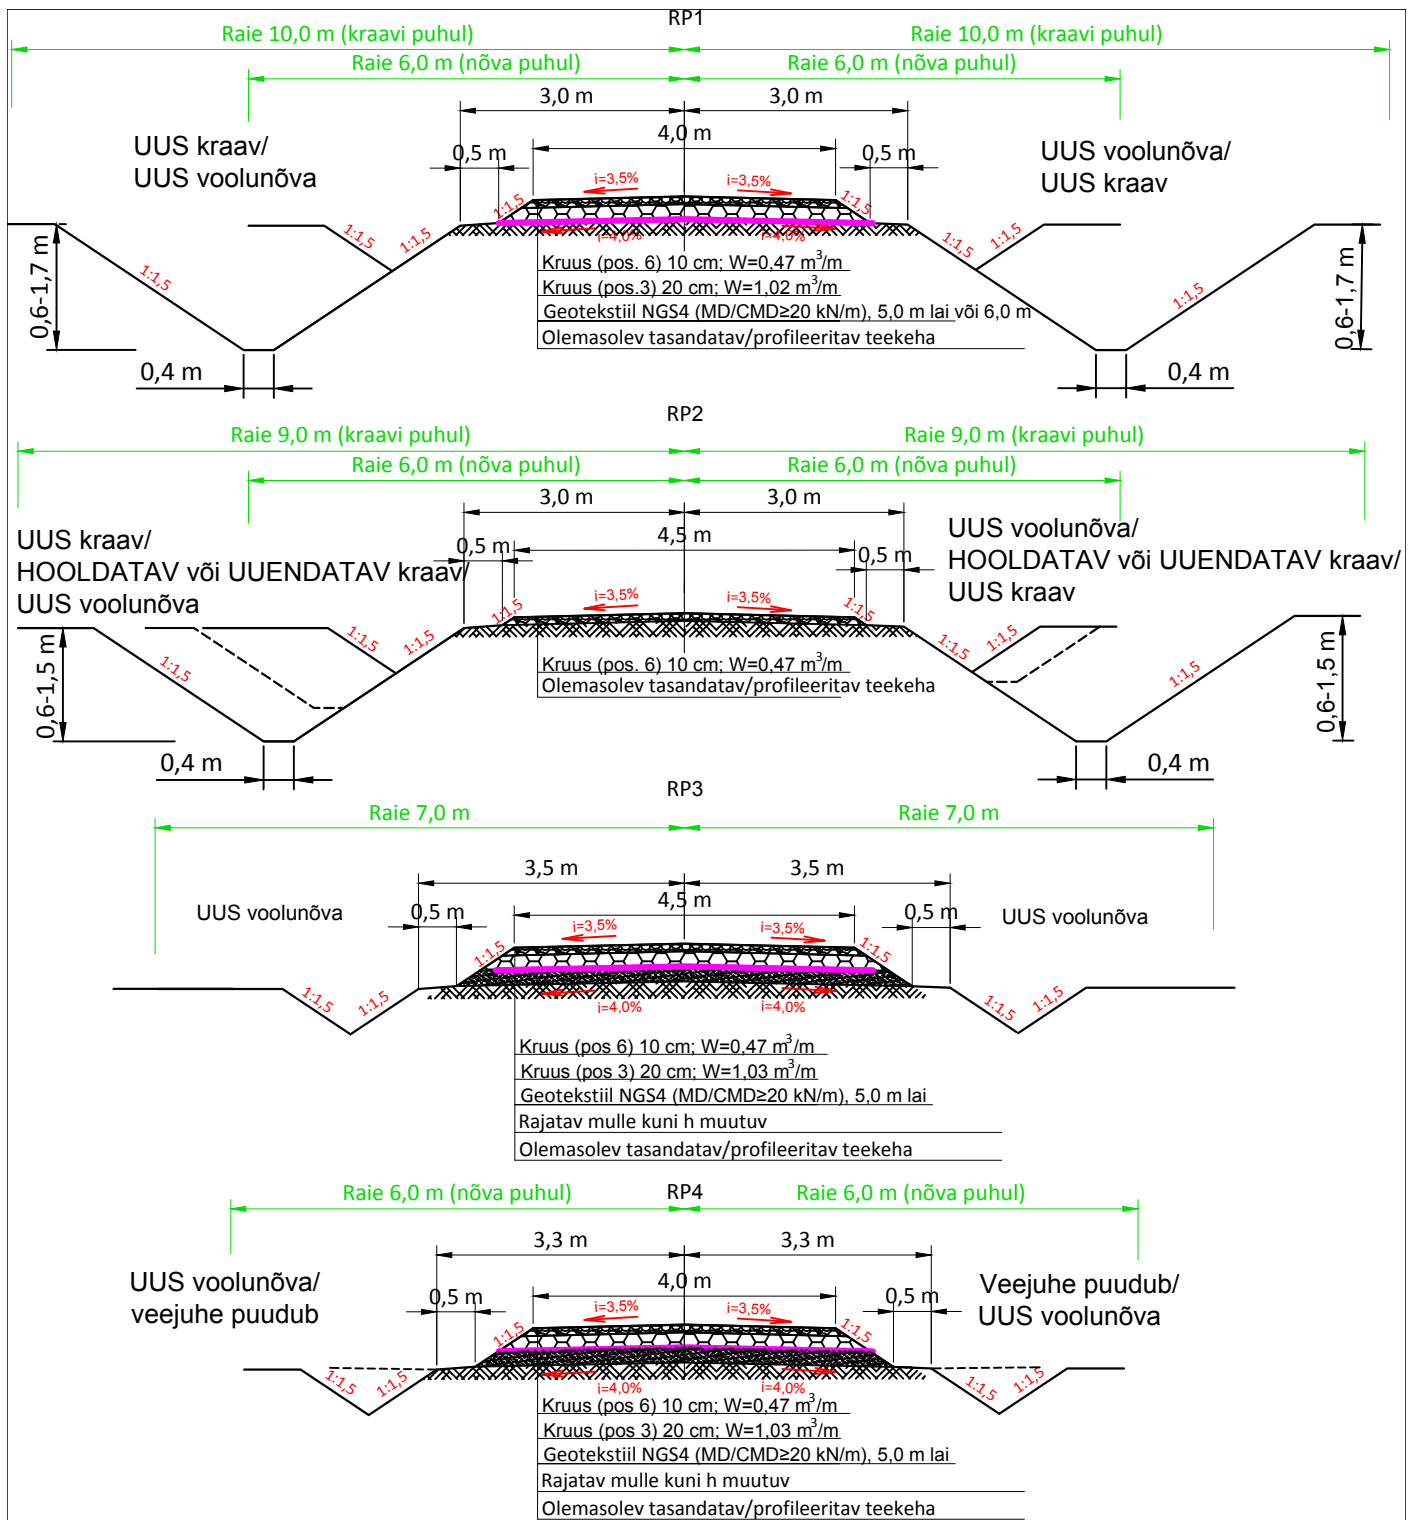 RP1
Raie 10,0 m (kraavi puhul)
Raie 10,0 m (kraavi puhul)
Raie 6,0 m (nõva puhul)
Raie 6,0 m (nõva puhul)
3,0 m
3,0 m
4,0 m
UUS kraav/
UUS voolunõva
0,5 m
0,5 m
UUS voolunõva/
UUS kraav
i=3,5%
i=3,5%
1:1,5
1:1,5
i=4,0%
i=4,0%
1:1,5
1:1,5
1:1,5
1:1,5
1:1,5
1:1,5
0,6-1,7 m
0,6-1,7 m
Kruus (pos. 6) 10 cm; W=0,47 m³/m
Kruus (pos.3) 20 cm; W=1,02 m³/m
Geotekstiil NGS4 (MD/CMD≥20 kN/m), 5,0 m lai või 6,0 m
Olemasolev tasandatav/profileeritav teekeha
0,4 m
0,4 m
RP2
Raie 9,0 m (kraavi puhul)
Raie 9,0 m (kraavi puhul)
Raie 6,0 m (nõva puhul)
Raie 6,0 m (nõva puhul)
3,0 m
3,0 m
4,5 m
UUS kraav/
HOOLDATAV või UUENDATAV kraav/
UUS voolunõva
0,5 m
0,5 m
UUS voolunõva/
HOOLDATAV või UUENDATAV kraav/
UUS kraav
i=3,5%
i=3,5%
1:1,5
1:1,5
1:1,5
1:1,5
1:1,5
1:1,5
1:1,5
1:1,5
0,6-1,5 m
0,6-1,5 m
Kruus (pos. 6) 10 cm; W=0,47 m³/m
Olemasolev tasandatav/profileeritav teekeha
0,4 m
0,4 m
RP3
Raie 7,0 m
Raie 7,0 m
3,5 m
3,5 m
4,5 m
UUS voolunõva
0,5 m
0,5 m
UUS voolunõva
i=3,5%
i=3,5%
1:1,5
1:1,5
1:1,5
1:1,5
i=4,0%
i=4,0%
1:1,5
1:1,5
Kruus (pos 6) 10 cm; W=0,47 m³/m
Kruus (pos 3) 20 cm; W=1,03 m³/m
Geotekstiil NGS4 (MD/CMD≥20 kN/m), 5,0 m lai
Rajatav mulle kuni h muutuv
Olemasolev tasandatav/profileeritav teekeha
RP4
Raie 6,0 m (nõva puhul)
Raie 6,0 m (nõva puhul)
3,3 m
3,3 m
4,0 m
UUS voolunõva/
veejuhe puudub
0,5 m
0,5 m
Veejuhe puudub/
UUS voolunõva
i=3,5%
i=3,5%
1:1,5
1:1,5
1:1,5
1:1,5
i=4,0%
i=4,0%
1:1,5
1:1,5
Kruus (pos 6) 10 cm; W=0,47 m³/m
Kruus (pos 3) 20 cm; W=1,03 m³/m
Geotekstiil NGS4 (MD/CMD≥20 kN/m), 5,0 m lai
Rajatav mulle kuni h muutuv
Olemasolev tasandatav/profileeritav teekeha